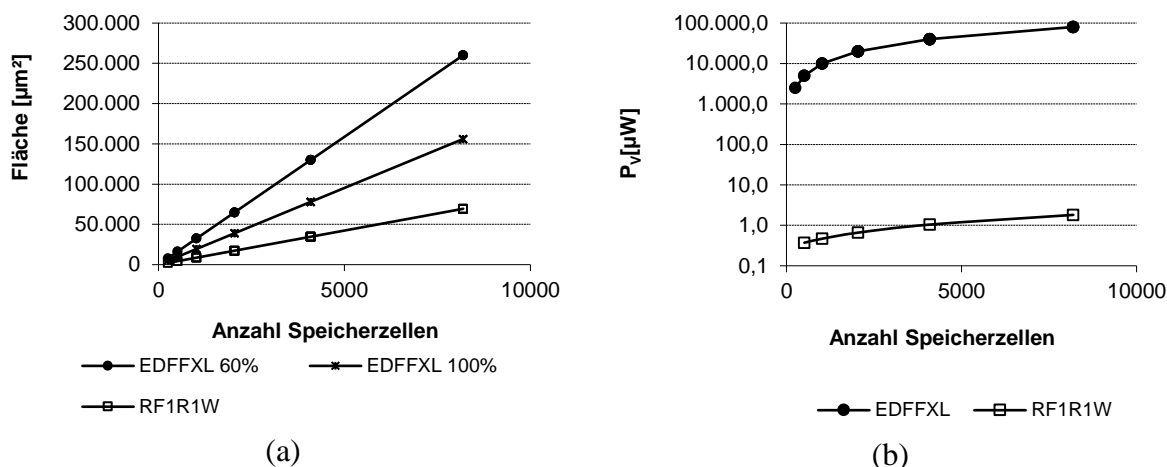 300.000
250.000
200.000
150.000
100.000
50.000
0
Fläche [µm²]
0 5000 10000
Anzahl Speicherzellen
EDFFXL 60% EDFFXL 100%
RF1R1W
(a)
100.000,0
10.000,0
1.000,0
100,0
10,0
1,0
0,1
Pv[µW]
0 5000 10000
Anzahl Speicherzellen
EDFFXL RF1R1W
(b)